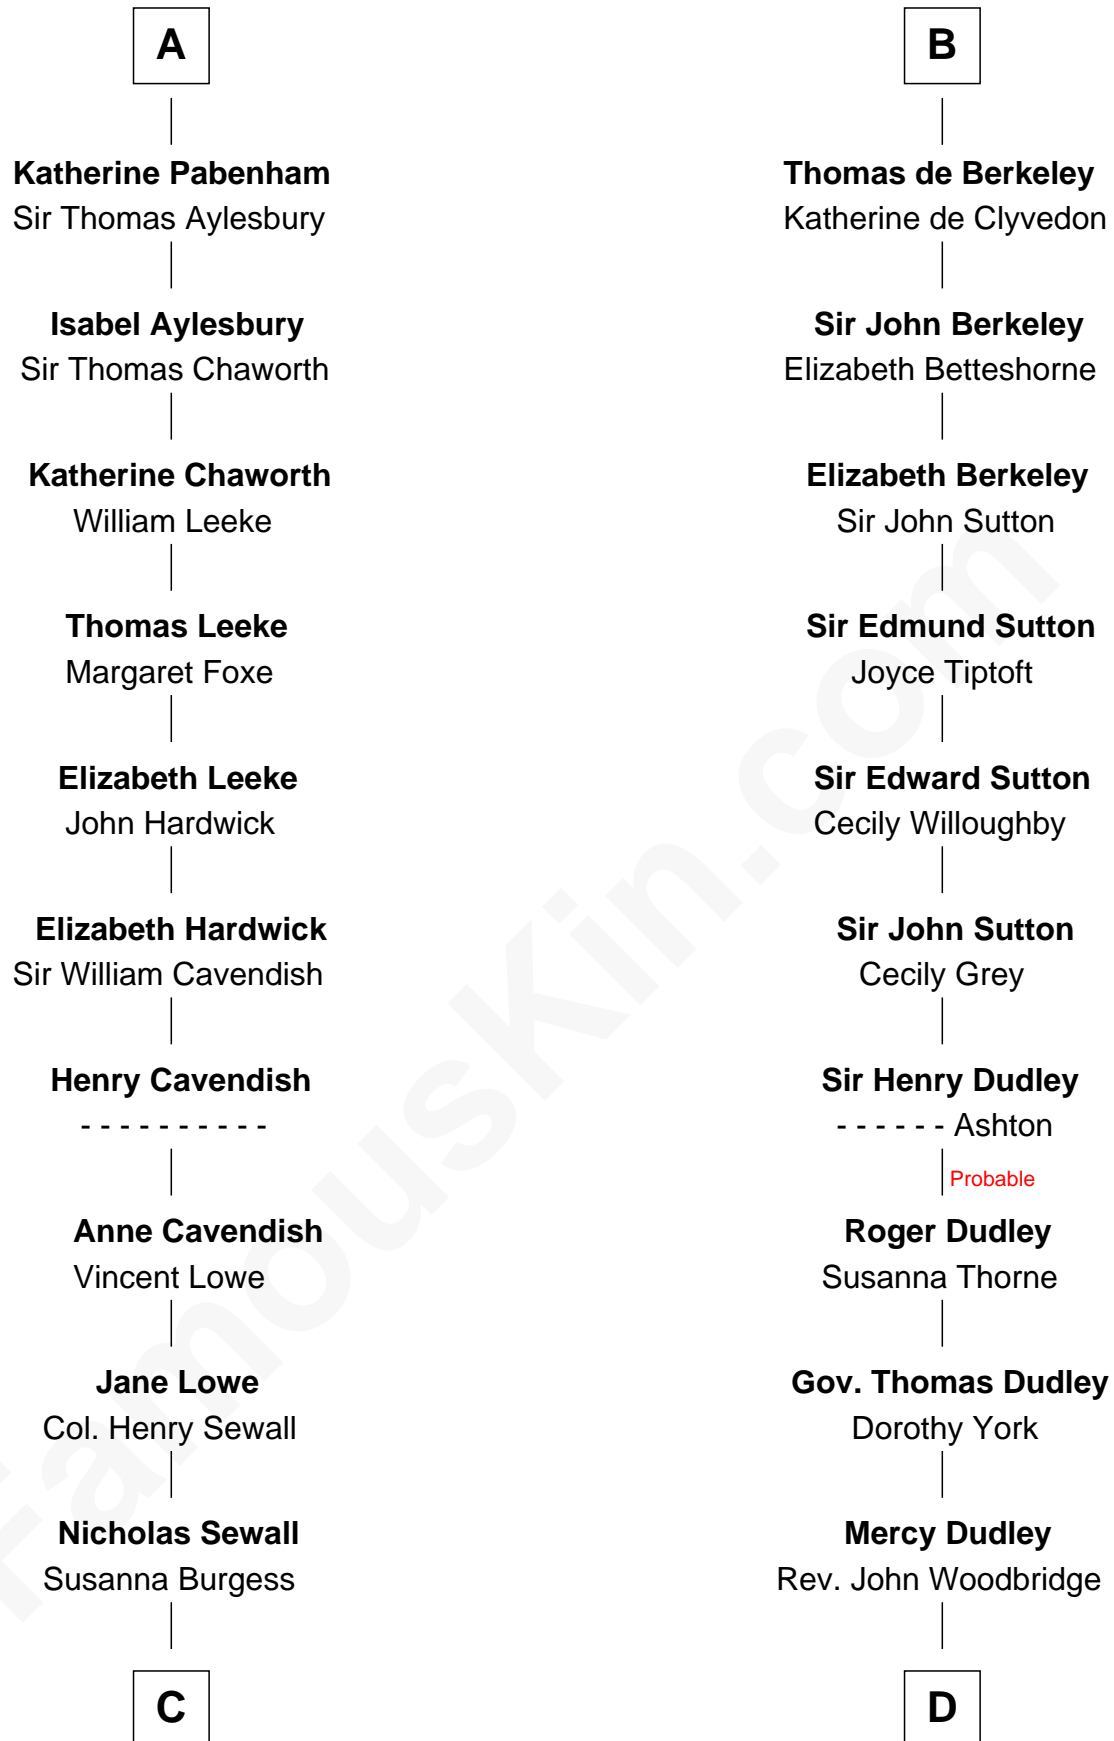 A
Katherine Pabenham
Sir Thomas Aylesbury
Isabel Aylesbury
Sir Thomas Chaworth
Katherine Chaworth
William Leeke
Thomas Leeke
Margaret Foxe
Elizabeth Leeke
John Hardwick
Elizabeth Hardwick
Sir William Cavendish
Henry Cavendish
- - - - - - - - - -
Anne Cavendish
Vincent Lowe
Jane Lowe
Col. Henry Sewall
Nicholas Sewall
Susanna Burgess
C
B
Thomas de Berkeley
Katherine de Clyvedon
Sir John Berkeley
Elizabeth Betteshorne
Elizabeth Berkeley
Sir John Sutton
Sir Edmund Sutton
Joyce Tiptoft
Sir Edward Sutton
Cecily Willoughby
Sir John Sutton
Cecily Grey
Sir Henry Dudley
- - - - - - Ashton
Probable
Roger Dudley
Susanna Thorne
Gov. Thomas Dudley
Dorothy York
Mercy Dudley
Rev. John Woodbridge
D
FamousKin.com